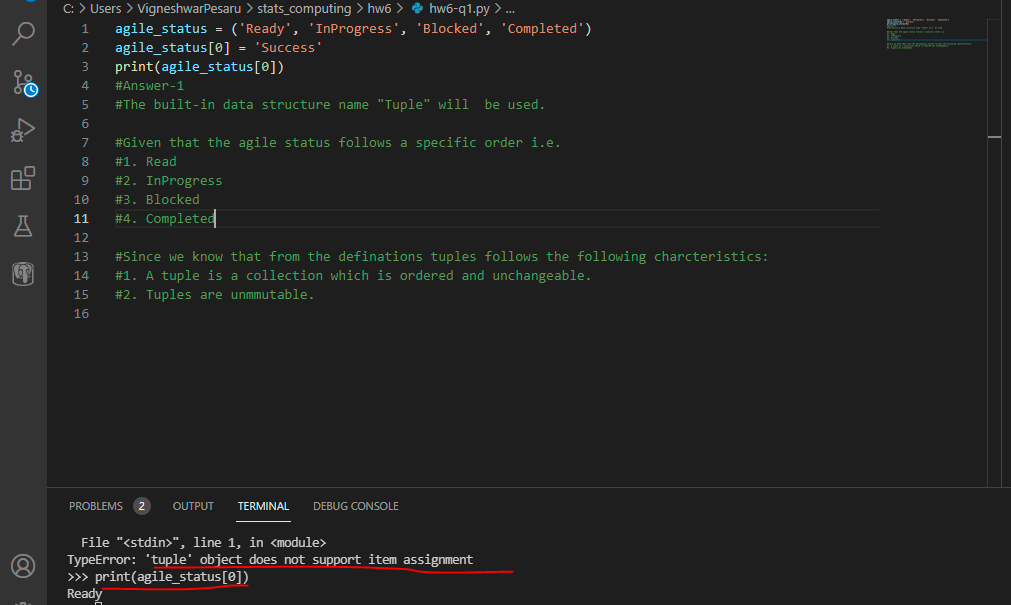 C: > Users > VigneshwarPesaru > stats_computing > hw6 > hw6-q1.py > ...
1 agile_status = ('Ready', 'InProgress', 'Blocked', 'Completed')
2 agile_status[0] = 'Success'
3 print(agile_status[0])
4 #Answer-1
5 #The built-in data structure name "Tuple" will  be used.
6
7 #Given that the agile status follows a specific order i.e.
8 #1. Read
9 #2. InProgress
10 #3. Blocked
11 #4. Completed
12
13 #Since we know that from the definations tuples follows the following charcteristics:
14 #1. A tuple is a collection which is ordered and unchangeable.
15 #2. Tuples are unmmutable.
16
PROBLEMS 2 OUTPUT TERMINAL DEBUG CONSOLE
File "<stdin>", line 1, in <module>
TypeError: 'tuple' object does not support item assignment
>>> print(agile_status[0])
Ready